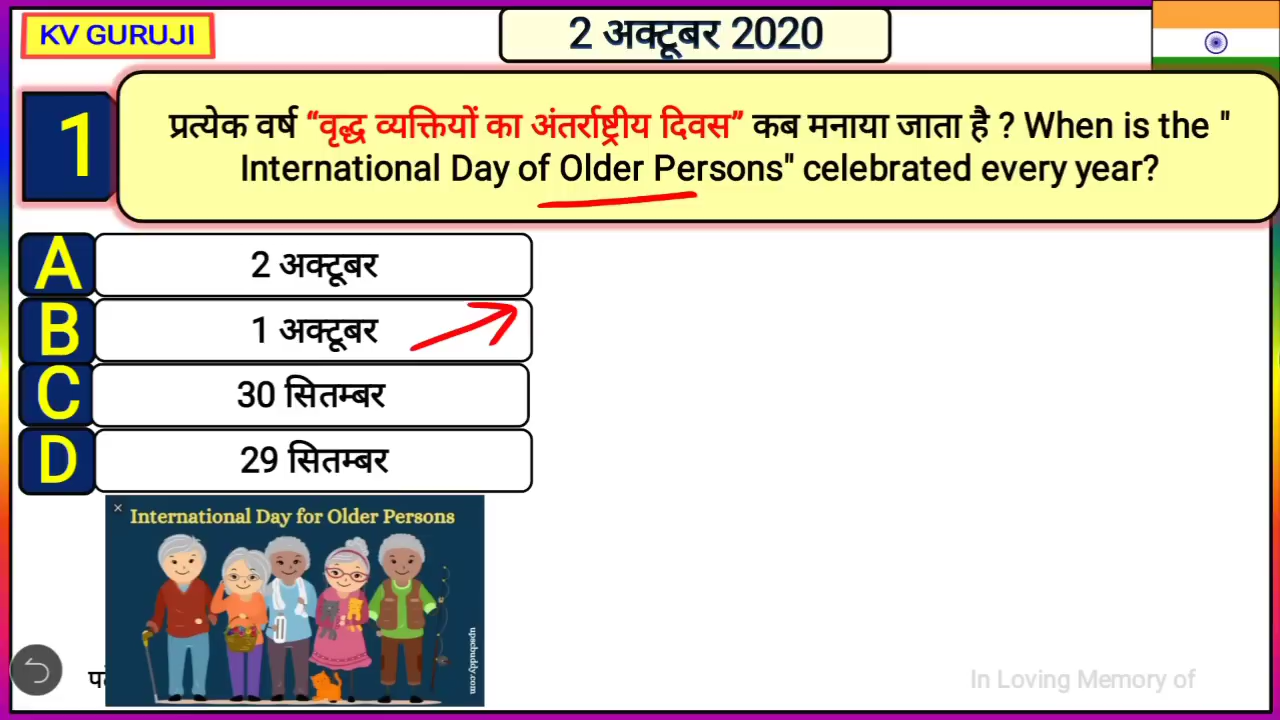 KV GURUJI
2 अक्टूबर 2020
1
प्रत्येक वर्ष “वृद्ध व्यक्तियों का अंतर्राष्ट्रीय दिवस” कब मनाया जाता है ? When is the "
International Day of Older Persons" celebrated every year?
A
2 अक्टूबर
B
1 अक्टूबर
C
30 सितम्बर
D
29 सितम्बर
International Day for Older Persons
upscbuddy.com
In Loving Memory of